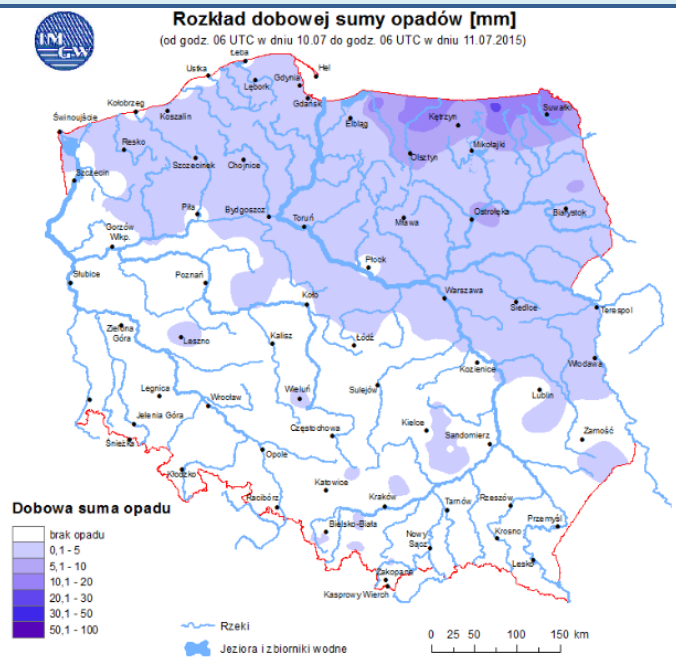 Rozkład dobowej sumy opadów [mm]
(od godz. 06 UTC w dniu 10.07 do godz. 06 UTC w dniu 11.07.2015)
IM
GW
Łeba
Ustka
Hel
Gdynia
Lębork
Gdańsk
Kołobrzeg
Koszalin
Świnoujście
Elbląg
Kętrzyn
Suwałki
Resko
Szczecinek
Chojnice
Olsztyn
Mikołajki
Szczecin
Piła
Bydgoszcz
Toruń
Mława
Ostrołęka
Białystok
Gorzów
Wlkp.
Płock
Słubice
Poznań
Koło
Warszawa
Siedlce
Terespol
Zielona
Góra
Leszno
Kalisz
Łódź
Kozienice
Włodawa
Legnica
Wrocław
Wieluń
Sulejów
Lublin
Jelenia Góra
Częstochowa
Kielce
Sandomierz
Zamość
Śnieżka
Opole
Kłodzko
Katowice
Racibórz
Kraków
Tarnów
Rzeszów
Bielsko-Biała
Nowy
Sącz
Krosno
Przemyśl
Lesko
Zakopane
Kasprowy Wierch
Dobowa suma opadu
brak opadu
0,1 - 5
5,1 - 10
10,1 - 20
20,1 - 30
30,1 - 50
50,1 - 100
Rzeki
Jeziora i zbiorniki wodne
0 25 50 100 150 km